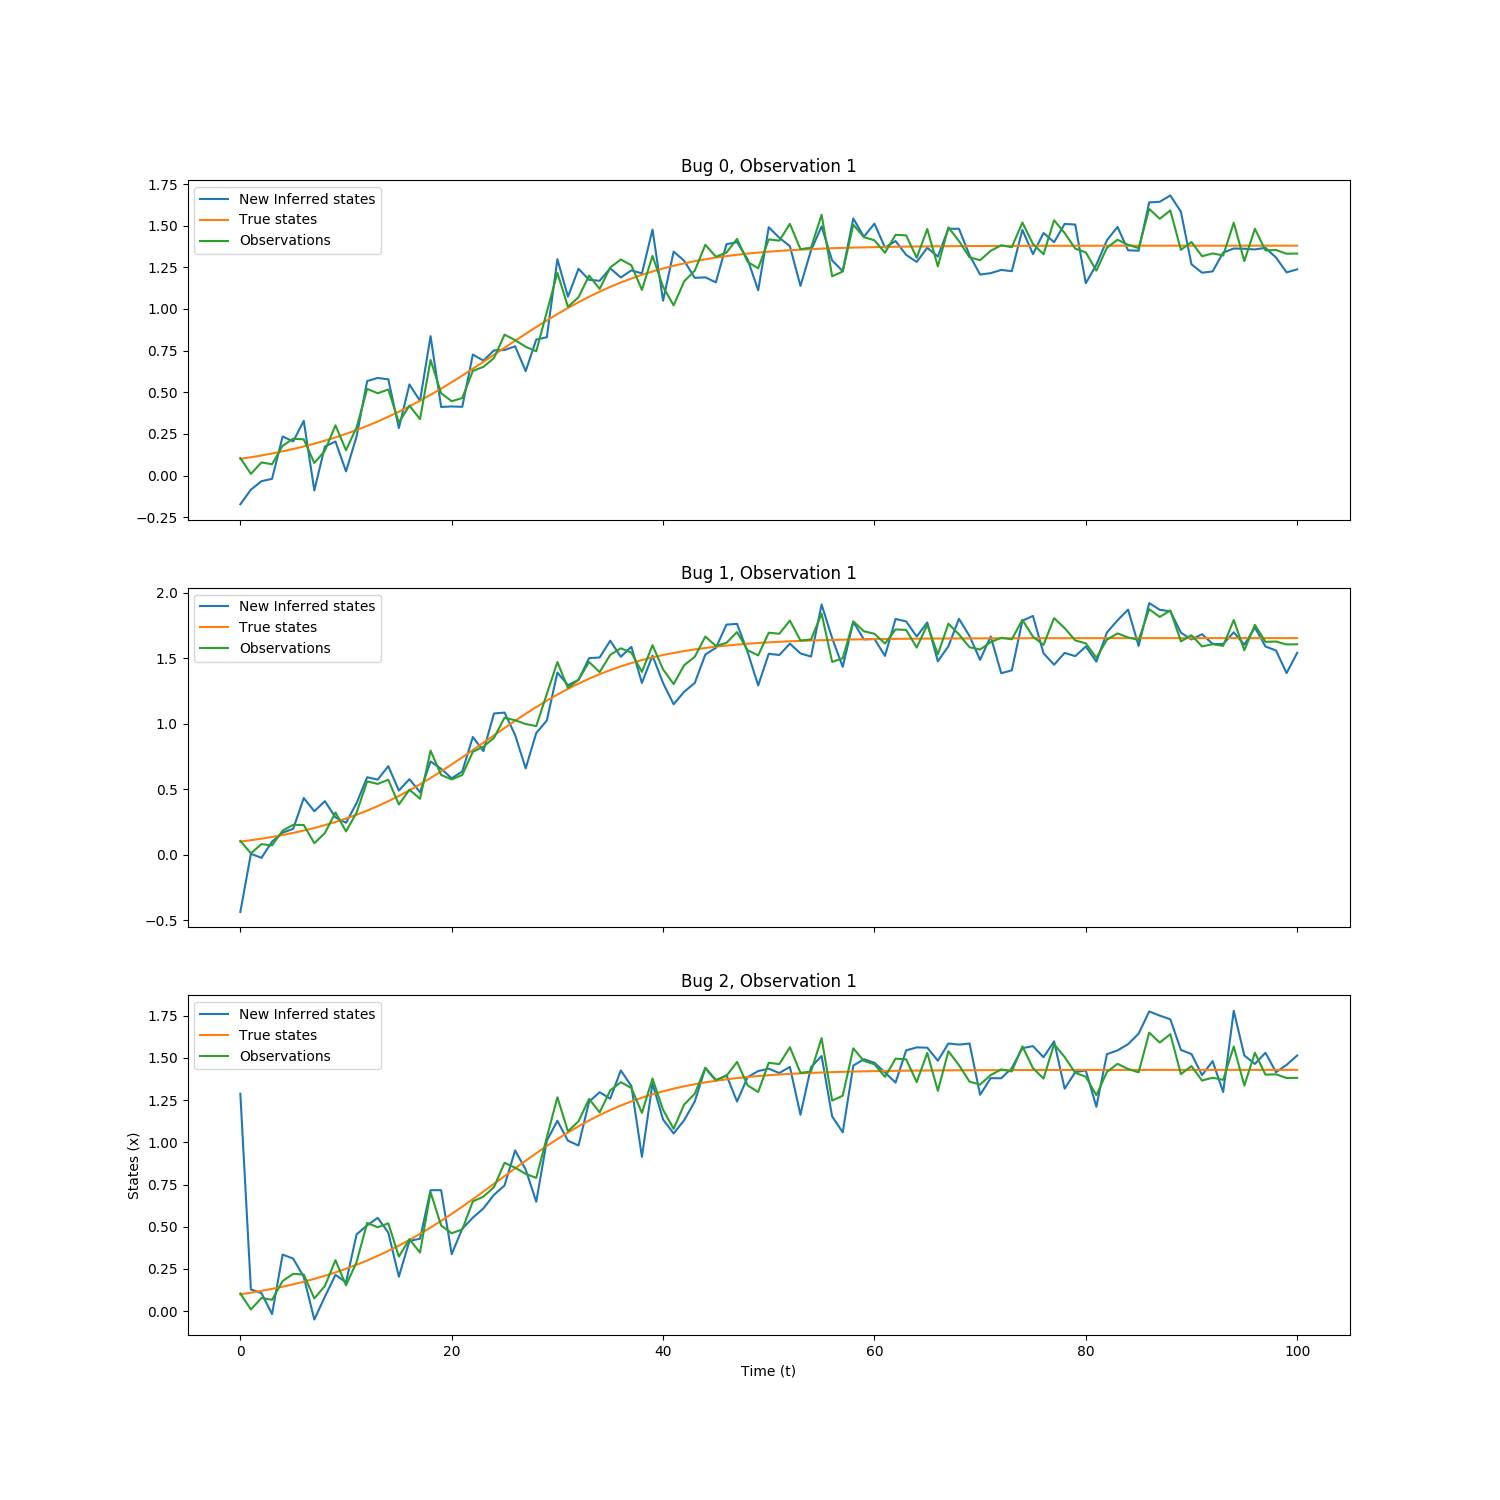 Bug 0, Observation 1
1.75
1.50
1.25
1.00
0.75
0.50
0.25
0.00
−0.25
New Inferred states
True states
Observations
Bug 1, Observation 1
2.0
1.5
1.0
0.5
0.0
−0.5
New Inferred states
True states
Observations
Bug 2, Observation 1
1.75
1.50
1.25
1.00
0.75
0.50
0.25
0.00
New Inferred states
True states
Observations
States (x)
0 20 40 60 80 100
Time (t)